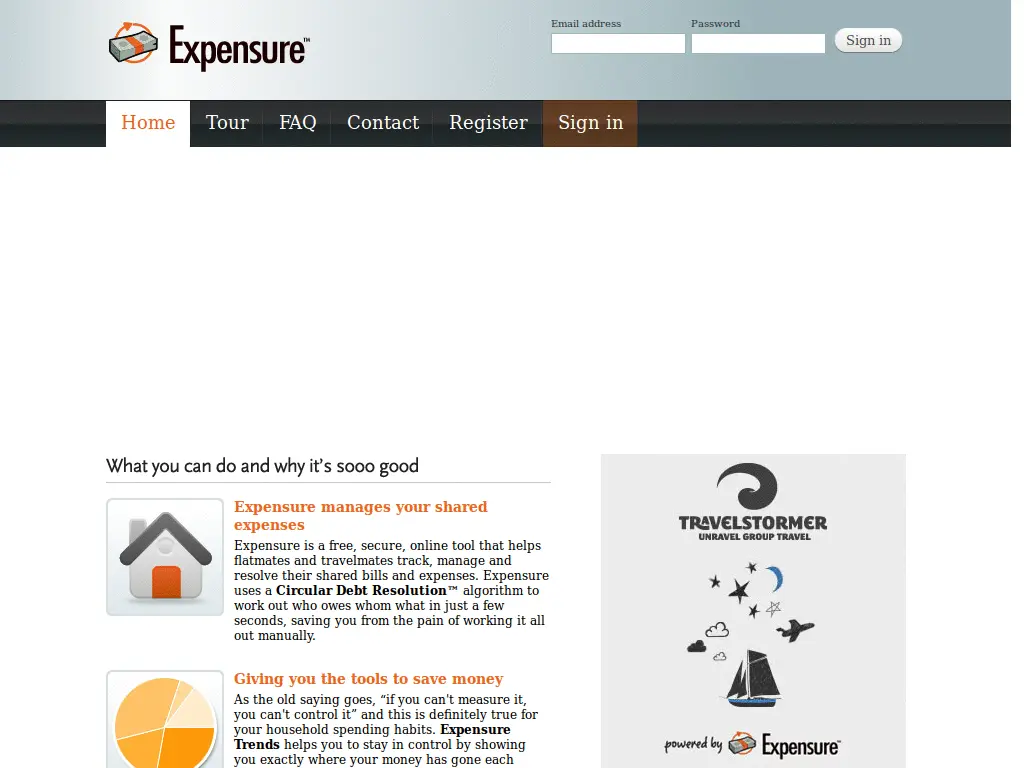 Expensure™
Email address
Password
Sign in
Home
Tour
FAQ
Contact
Register
Sign in
What you can do and why it's sooo good
Expensure manages your shared
expenses
Expensure is a free, secure, online tool that helps
flatmates and travelmates track, manage and
resolve their shared bills and expenses. Expensure
uses a Circular Debt Resolution™ algorithm to
work out who owes whom what in just a few
seconds, saving you from the pain of working it all
out manually.
Giving you the tools to save money
As the old saying goes, “if you can't measure it,
you can't control it” and this is definitely true for
your household spending habits. Expensure
Trends helps you to stay in control by showing
you exactly where your money has gone each
TRAVELSTORMER
UNRAVEL GROUP TRAVEL
powered by Expensure™